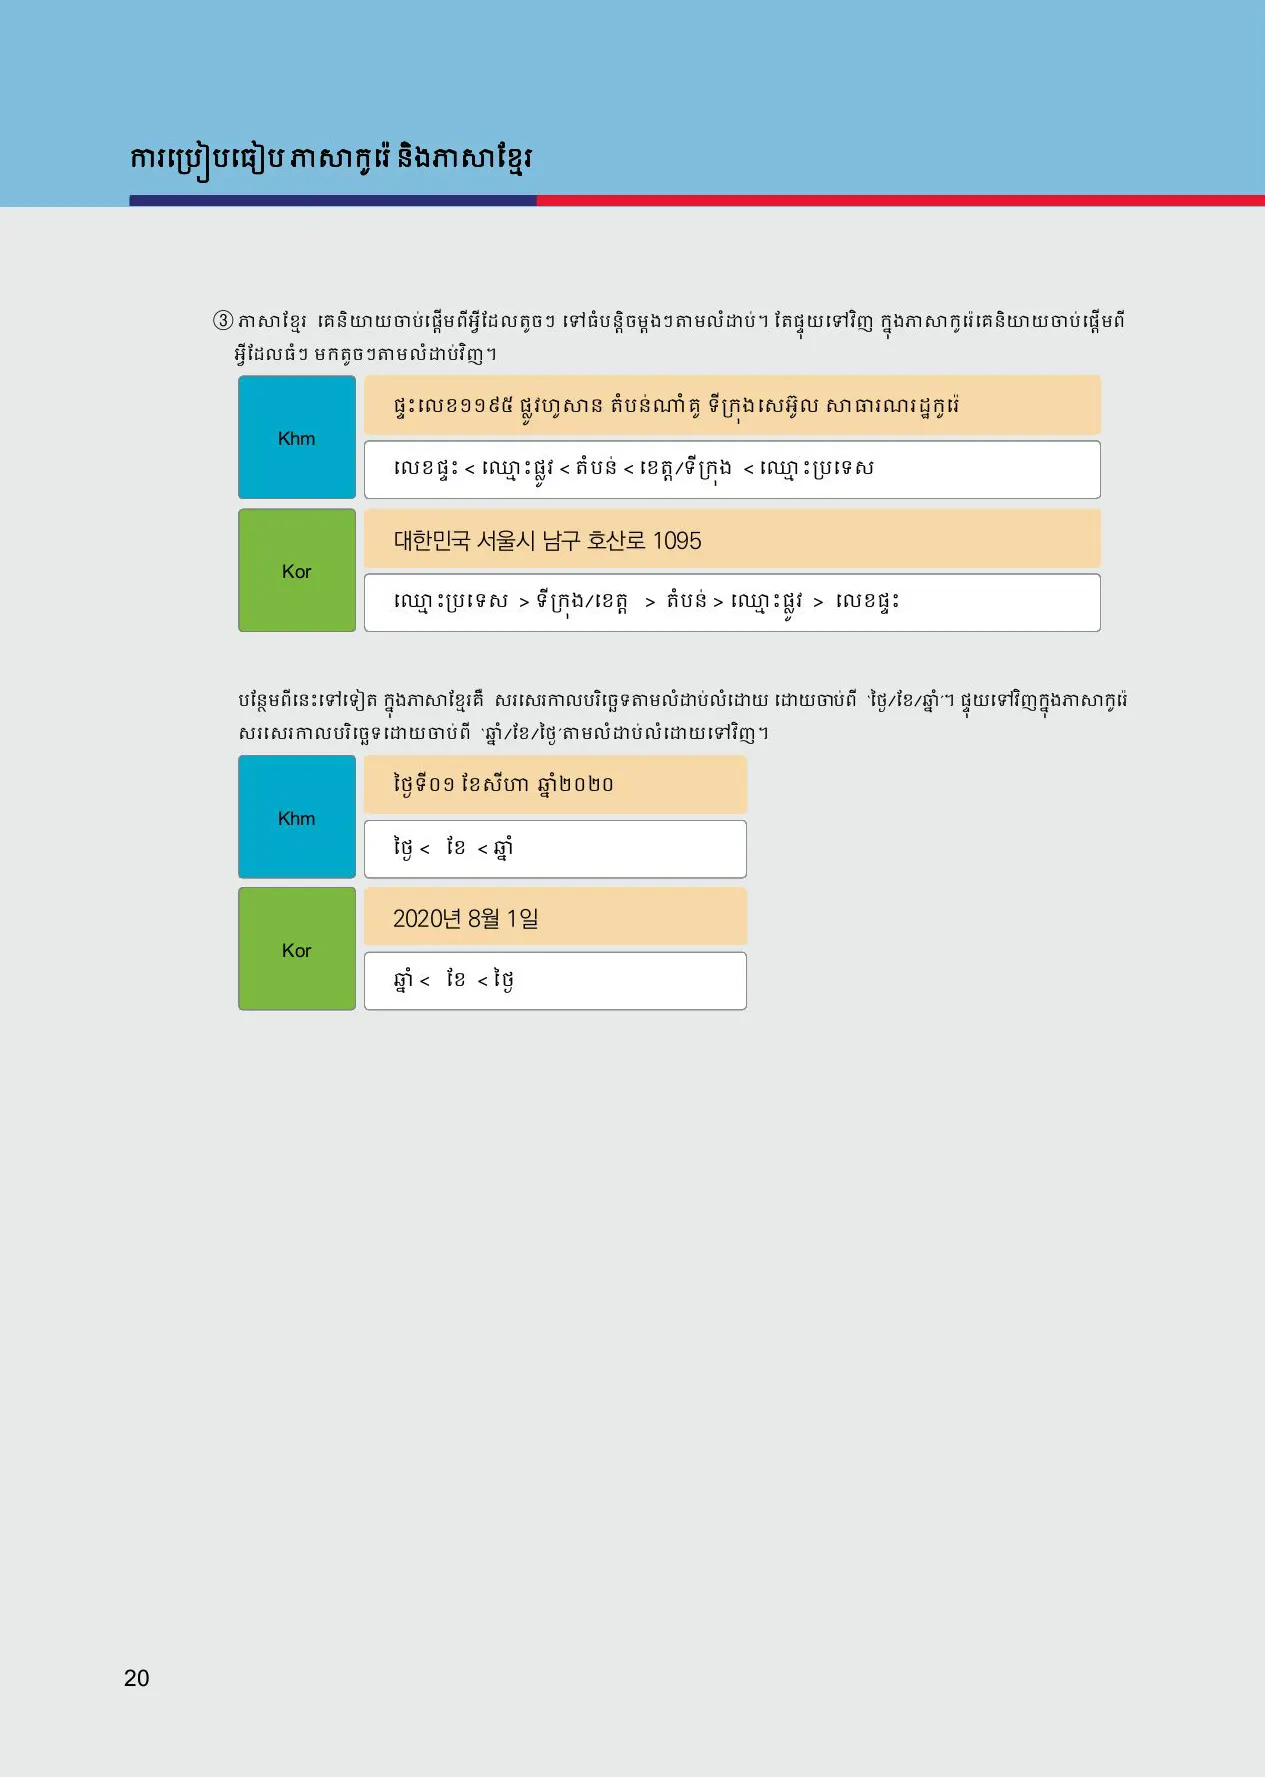 ការប្រៀបធៀប ភាសាកូរ៉េ និងភាសាខ្មែរ
③ ភាសាខ្មែរ គេនិយាយចាប់ផ្ដើមពីអ្វីដែលតូចៗ ទៅធំបន្តិចម្ដងៗតាមលំដាប់។ តែផ្ទុយទៅវិញ ក្នុងភាសាកូរ៉េគេនិយាយចាប់ផ្ដើមពី
អ្វីដែលធំៗ មកតូចៗតាមលំដាប់វិញ។
Khm
ផ្ទះលេខ១១៩៥ ផ្លូវហូសាន តំបន់ណាំគូ ទីក្រុងសេអ៊ូល សាធារណរដ្ឋកូរ៉េ
លេខផ្ទះ < ឈ្មោះផ្លូវ < តំបន់ < ខេត្ត/ទីក្រុង < ឈ្មោះប្រទេស
Kor
대한민국 서울시 남구 호산로 1095
ឈ្មោះប្រទេស > ទីក្រុង/ខេត្ត > តំបន់ > ឈ្មោះផ្លូវ > លេខផ្ទះ
បន្ថែមពីនេះទៅទៀត ក្នុងភាសាខ្មែរគឺ សរសេរកាលបរិច្ឆេទតាមលំដាប់លំដោយ ដោយចាប់ពី ‘ថ្ងៃ/ខែ/ឆ្នាំ’។ ផ្ទុយទៅវិញក្នុងភាសាកូរ៉េ
សរសេរកាលបរិច្ឆេទដោយចាប់ពី ‘ឆ្នាំ/ខែ/ថ្ងៃ’តាមលំដាប់លំដោយទៅវិញ។
Khm
ថ្ងៃទី០១ ខែសីហា ឆ្នាំ២០២០
ថ្ងៃ < ខែ < ឆ្នាំ
Kor
2020년 8월 1일
ឆ្នាំ < ខែ < ថ្ងៃ
20